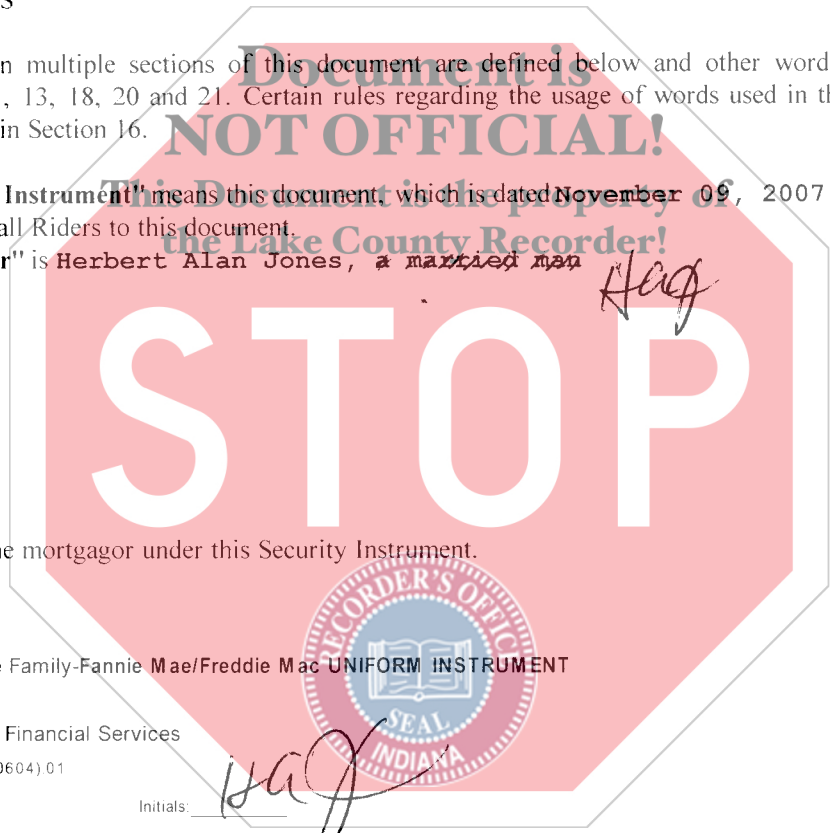 S
n multiple sections of this document are defined below and other word
, 13, 18, 20 and 21. Certain rules regarding the usage of words used in th
in Section 16.
Document is
NOT OFFICIAL!
This Document is the property of
the Lake County Recorder!
Instrument" means this document, which is dated November 09, 2007
all Riders to this document.
r" is Herbert Alan Jones, a married man
HAJ
STOP
e mortgagor under this Security Instrument.
RECORDER'S OFFICE
SEAL
INDIANA
e Family-Fannie Mae/Freddie Mac UNIFORM INSTRUMENT
Financial Services
0604).01
Initials: HAJ